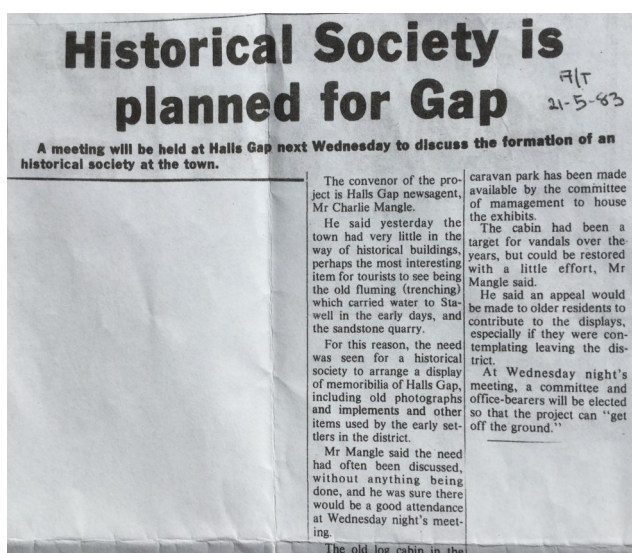 Historical Society is
planned for Gap
A/T
21-5-83
A meeting will be held at Halls Gap next Wednesday to discuss the formation of an
historical society at the town.
The convenor of the pro-
ject is Halls Gap newsagent,
Mr Charlie Mangle.
He said yesterday the
town had very little in the
way of historical buildings,
perhaps the most interesting
item for tourists to see being
the old fluming (trenching)
which carried water to Sta-
well in the early days, and
the sandstone quarry.
For this reason, the need
was seen for a historical
society to arrange a display
of memoribilia of Halls Gap,
including old photographs
and implements and other
items used by the early set-
tlers in the district.
Mr Mangle said the need
had often been discussed,
without anything being
done, and he was sure there
would be a good attendance
at Wednesday night's meet-
ing.
The old log cabin in the
caravan park has been made
available by the committee
of mamagement to house
the exhibits.
The cabin had been a
target for vandals over the
years, but could be restored
with a little effort, Mr
Mangle said.
He said an appeal would
be made to older residents to
contribute to the displays,
especially if they were con-
templating leaving the dis-
trict.
At Wednesday night's
meeting, a committee and
office-bearers will be elected
so that the project can "get
off the ground."